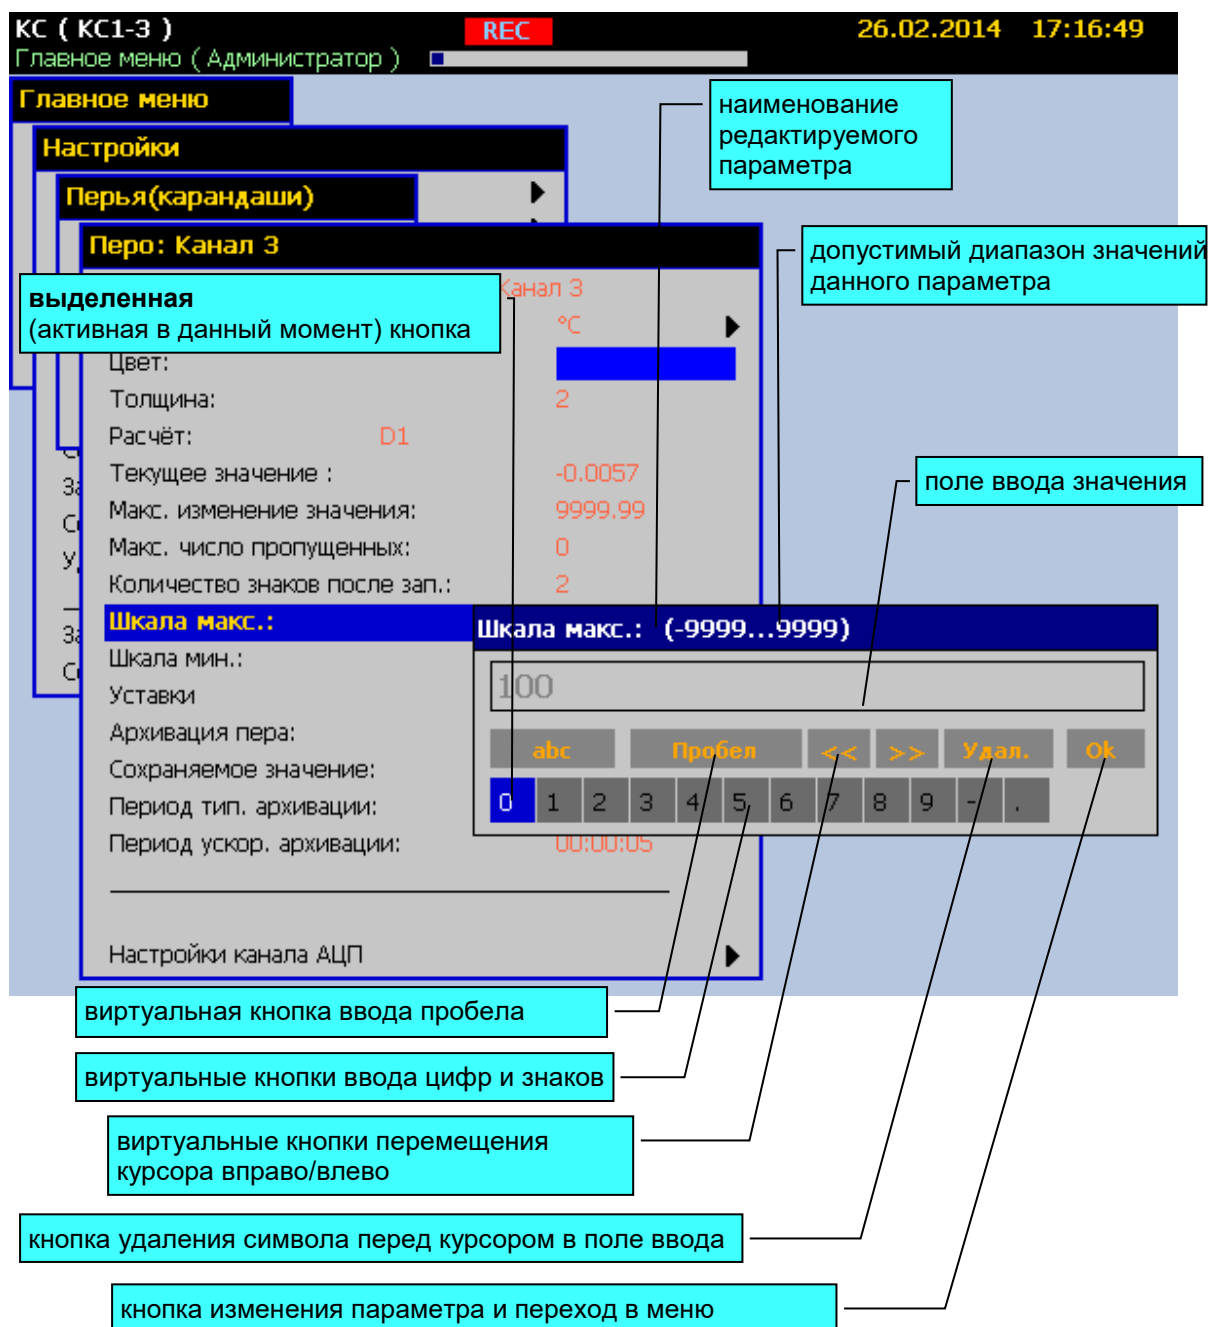 КС ( КС1-3 )
REC
26.02.2014 17:16:49
Главное меню ( Администратор )
Главное меню
наименование
редактируемого
параметра
Настройки
Перья(карандаши)
Перо: Канал 3
допустимый диапазон значений
данного параметра
Канал 3
выделенная
(активная в данный момент) кнопка
°C
Цвет:
Толщина: 2
Расчёт: D1
Текущее значение : -0.0057
поле ввода значения
Макс. изменение значения: 9999.99
Макс. число пропущенных: 0
Количество знаков после зап.: 2
Шкала макс.:
Шкала макс.: (-9999...9999)
Шкала мин.:
100
Уставки
Архивация пера:
abc Пробел << >> Удал. Ok
Сохраняемое значение:
0 1 2 3 4 5 6 7 8 9 - .
Период тип. архивации:
Период ускор. архивации: 00:00:05
Настройки канала АЦП
виртуальная кнопка ввода пробела
виртуальные кнопки ввода цифр и знаков
виртуальные кнопки перемещения
курсора вправо/влево
кнопка удаления символа перед курсором в поле ввода
кнопка изменения параметра и переход в меню